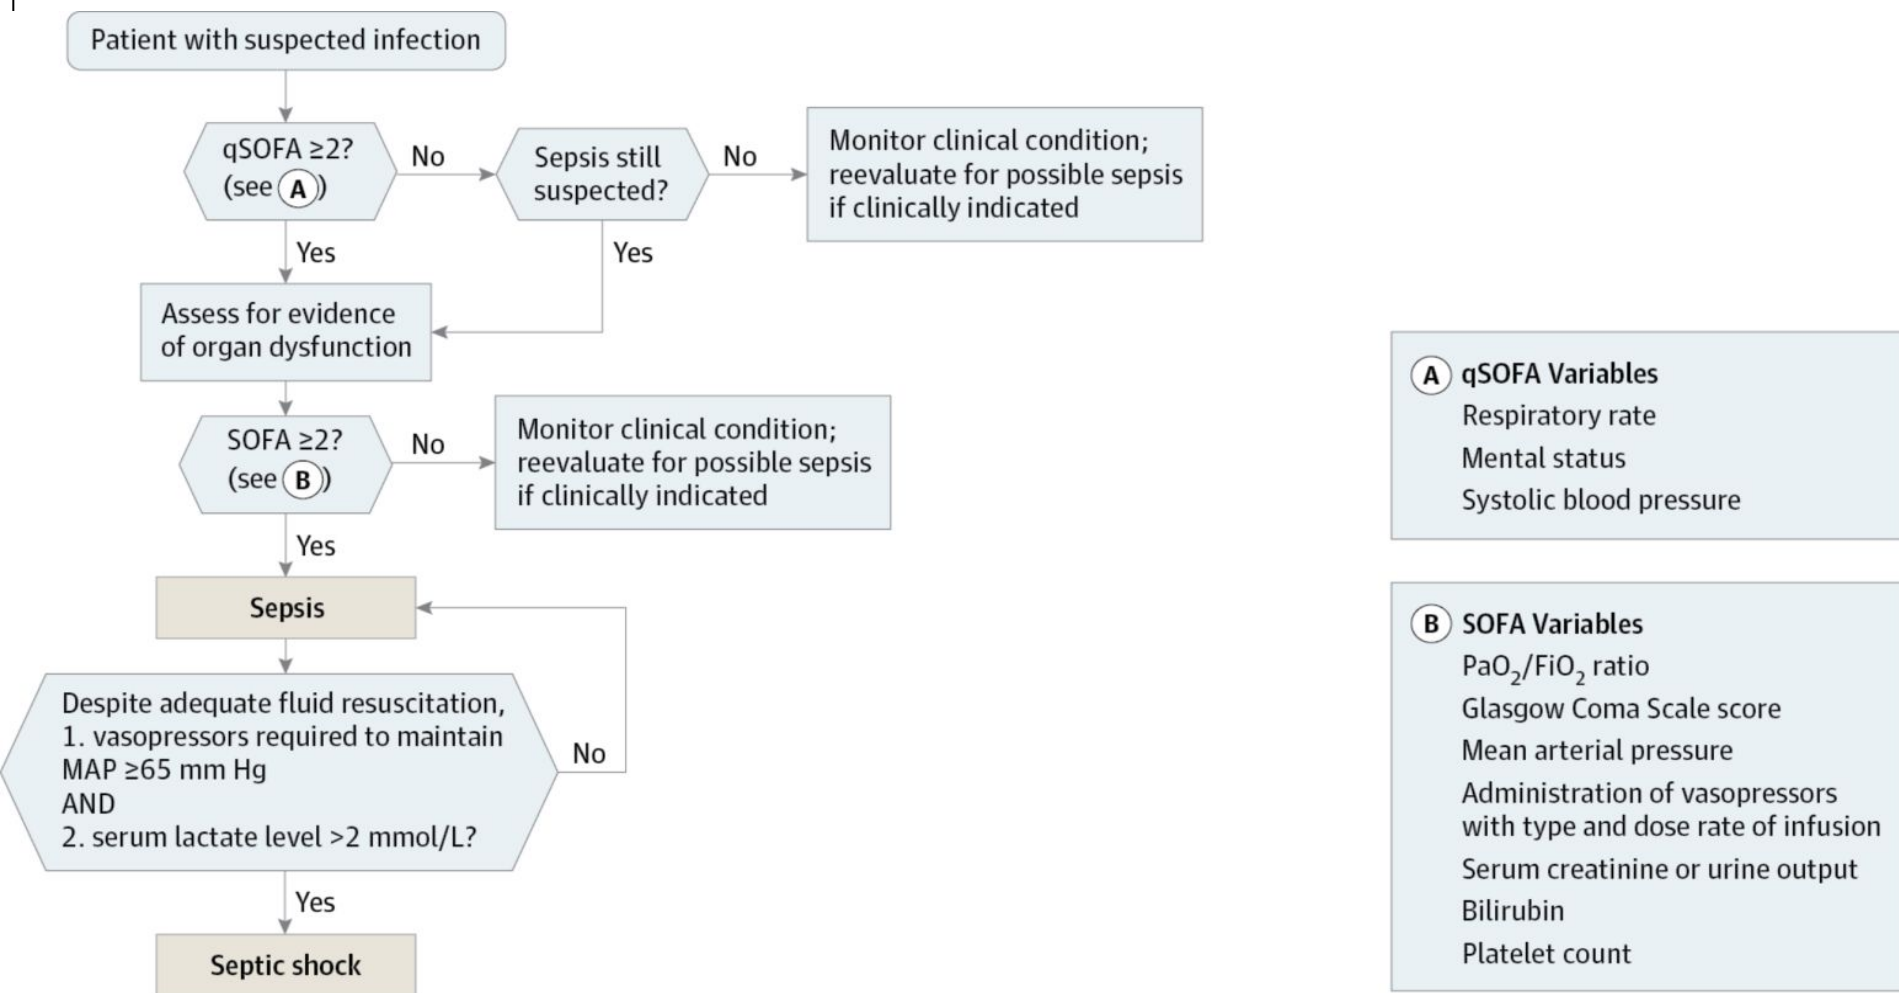 Patient with suspected infection
qSOFA ≥2?
(see A)
No
Sepsis still
suspected?
No
Monitor clinical condition;
reevaluate for possible sepsis
if clinically indicated
Yes
Yes
Assess for evidence
of organ dysfunction
SOFA ≥2?
(see B)
No
Monitor clinical condition;
reevaluate for possible sepsis
if clinically indicated
Yes
Sepsis
Despite adequate fluid resuscitation,
1. vasopressors required to maintain
MAP ≥65 mm Hg
AND
2. serum lactate level >2 mmol/L?
No
Yes
Septic shock
A qSOFA Variables
Respiratory rate
Mental status
Systolic blood pressure
B SOFA Variables
PaO₂/FiO₂ ratio
Glasgow Coma Scale score
Mean arterial pressure
Administration of vasopressors
with type and dose rate of infusion
Serum creatinine or urine output
Bilirubin
Platelet count